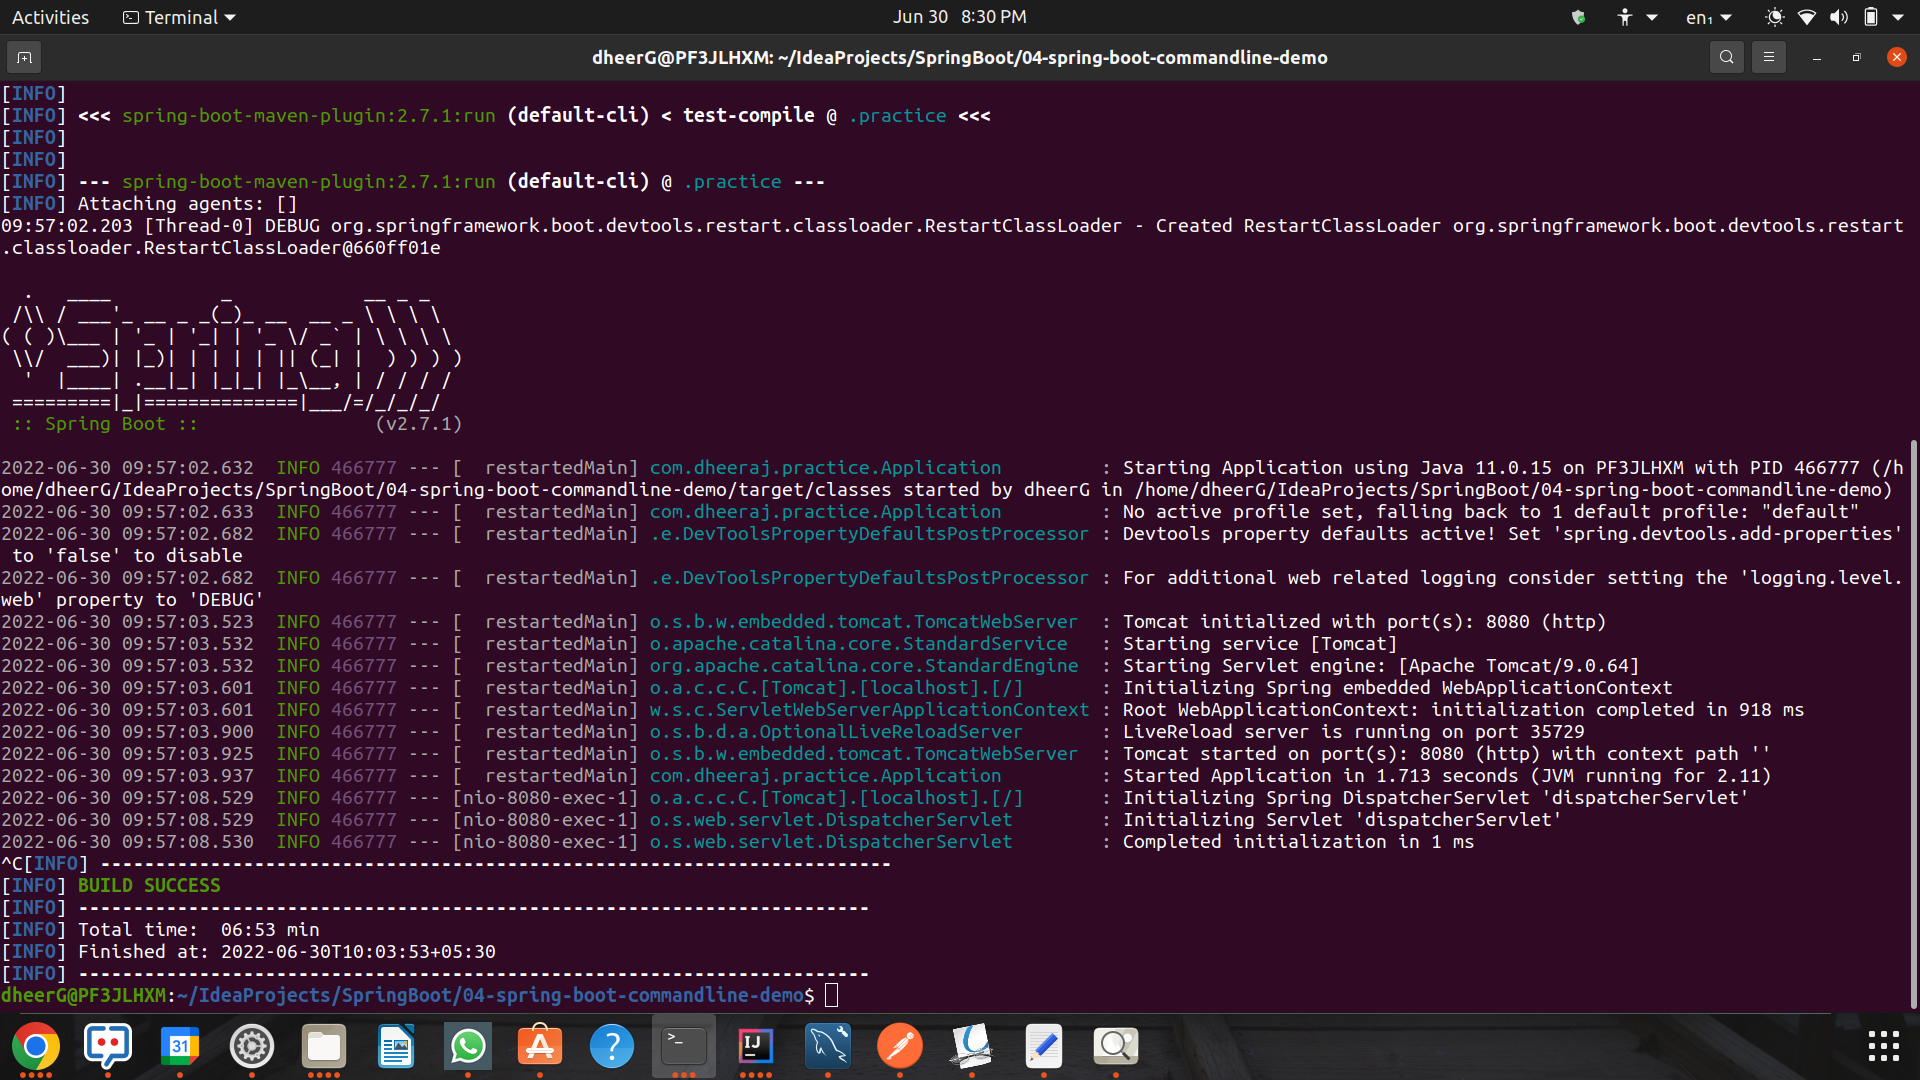 Activities
Terminal
Jun 30 8:30 PM
en₁
dheerG@PF3JLHXM: ~/IdeaProjects/SpringBoot/04-spring-boot-commandline-demo
[INFO]
[INFO] <<< spring-boot-maven-plugin:2.7.1:run (default-cli) < test-compile @ .practice <<<
[INFO]
[INFO]
[INFO] --- spring-boot-maven-plugin:2.7.1:run (default-cli) @ .practice ---
[INFO] Attaching agents: []
09:57:02.203 [Thread-0] DEBUG org.springframework.boot.devtools.restart.classloader.RestartClassLoader - Created RestartClassLoader org.springframework.boot.devtools.restart
.classloader.RestartClassLoader@660ff01e
  .   ____          _            __ _ _
 /\\ / ___'_ __ _ _(_)_ __  __ _ \ \ \ \
( ( )\___ | '_ | '_| | '_ \/ _` | \ \ \ \
 \\/  ___)| |_)| | | | | || (_| |  ) ) ) )
  '  |____| .__|_| |_|_| |_\__, | / / / /
 =========|_|==============|___/=/_/_/_/
 :: Spring Boot ::                (v2.7.1)
2022-06-30 09:57:02.632  INFO 466777 --- [  restartedMain] com.dheeraj.practice.Application         : Starting Application using Java 11.0.15 on PF3JLHXM with PID 466777 (/h
ome/dheerG/IdeaProjects/SpringBoot/04-spring-boot-commandline-demo/target/classes started by dheerG in /home/dheerG/IdeaProjects/SpringBoot/04-spring-boot-commandline-demo)
2022-06-30 09:57:02.633  INFO 466777 --- [  restartedMain] com.dheeraj.practice.Application         : No active profile set, falling back to 1 default profile: "default"
2022-06-30 09:57:02.682  INFO 466777 --- [  restartedMain] .e.DevToolsPropertyDefaultsPostProcessor : Devtools property defaults active! Set 'spring.devtools.add-properties'
 to 'false' to disable
2022-06-30 09:57:02.682  INFO 466777 --- [  restartedMain] .e.DevToolsPropertyDefaultsPostProcessor : For additional web related logging consider setting the 'logging.level.
web' property to 'DEBUG'
2022-06-30 09:57:03.523  INFO 466777 --- [  restartedMain] o.s.b.w.embedded.tomcat.TomcatWebServer  : Tomcat initialized with port(s): 8080 (http)
2022-06-30 09:57:03.532  INFO 466777 --- [  restartedMain] o.apache.catalina.core.StandardService   : Starting service [Tomcat]
2022-06-30 09:57:03.532  INFO 466777 --- [  restartedMain] org.apache.catalina.core.StandardEngine  : Starting Servlet engine: [Apache Tomcat/9.0.64]
2022-06-30 09:57:03.601  INFO 466777 --- [  restartedMain] o.a.c.c.C.[Tomcat].[localhost].[/]       : Initializing Spring embedded WebApplicationContext
2022-06-30 09:57:03.601  INFO 466777 --- [  restartedMain] w.s.c.ServletWebServerApplicationContext : Root WebApplicationContext: initialization completed in 918 ms
2022-06-30 09:57:03.900  INFO 466777 --- [  restartedMain] o.s.b.d.a.OptionalLiveReloadServer       : LiveReload server is running on port 35729
2022-06-30 09:57:03.925  INFO 466777 --- [  restartedMain] o.s.b.w.embedded.tomcat.TomcatWebServer  : Tomcat started on port(s): 8080 (http) with context path ''
2022-06-30 09:57:03.937  INFO 466777 --- [  restartedMain] com.dheeraj.practice.Application         : Started Application in 1.713 seconds (JVM running for 2.11)
2022-06-30 09:57:08.529  INFO 466777 --- [nio-8080-exec-1] o.a.c.c.C.[Tomcat].[localhost].[/]       : Initializing Spring DispatcherServlet 'dispatcherServlet'
2022-06-30 09:57:08.529  INFO 466777 --- [nio-8080-exec-1] o.s.web.servlet.DispatcherServlet        : Initializing Servlet 'dispatcherServlet'
2022-06-30 09:57:08.530  INFO 466777 --- [nio-8080-exec-1] o.s.web.servlet.DispatcherServlet        : Completed initialization in 1 ms
^C[INFO] ------------------------------------------------------------------------
[INFO] BUILD SUCCESS
[INFO] ------------------------------------------------------------------------
[INFO] Total time:  06:53 min
[INFO] Finished at: 2022-06-30T10:03:53+05:30
[INFO] ------------------------------------------------------------------------
dheerG@PF3JLHXM:~/IdeaProjects/SpringBoot/04-spring-boot-commandline-demo$
31
>_
IJ